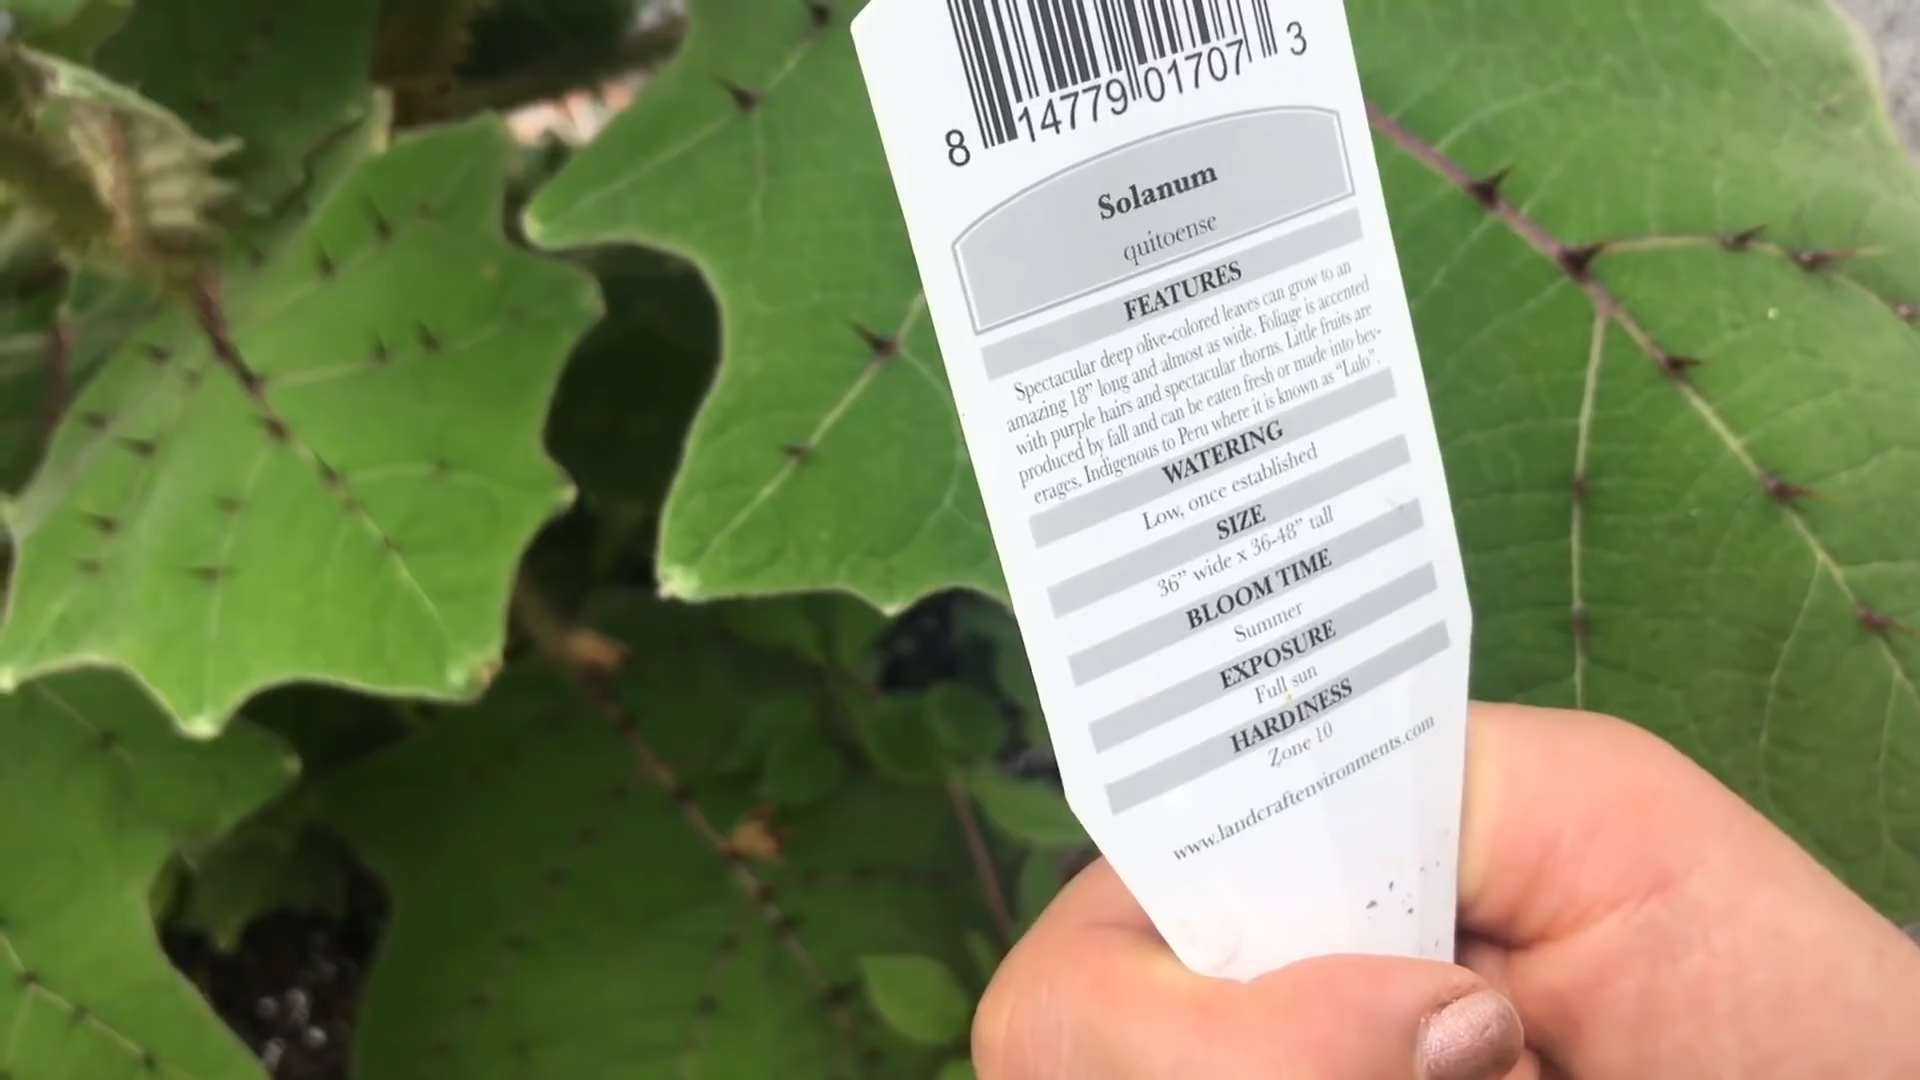 8 14779 01707 3
Solanum
quitoense
FEATURES
Spectacular deep olive-colored leaves can grow to an
amazing 18” long and almost as wide. Foliage is accented
with purple hairs and spectacular thorns. Little fruits are
produced by fall and can be eaten fresh or made into bev-
erages. Indigenous to Peru where it is known as “Lulo”.
WATERING
Low, once established
SIZE
36” wide x 36-48” tall
BLOOM TIME
Summer
EXPOSURE
Full sun
HARDINESS
Zone 10
www.landcraftenvironments.com